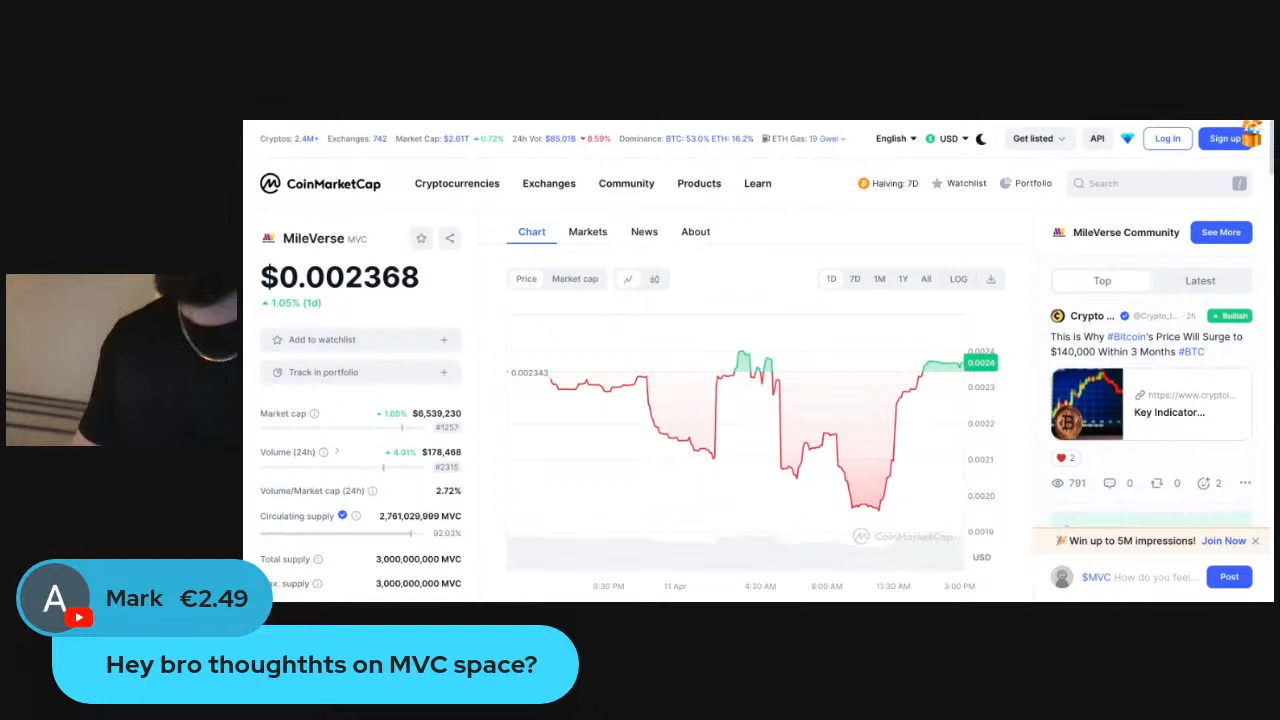 Cryptos: 2.4M+ Exchanges: 742 Market Cap: $2.61T 0.72% 24h Vol: $85.01B 8.59% Dominance: BTC: 53.0% ETH: 16.2% ETH Gas: 19 Gwei English USD Get listed API Log In Sign up
CoinMarketCap Cryptocurrencies Exchanges Community Products Learn Halving: 7D Watchlist Portfolio Search /
MileVerse MVC
$0.002368
1.05% (1d)
Add to watchlist +
Track in portfolio +
Market cap 1.05% $6,539,230
#1257
Volume (24h) 4.01% $178,468
#2315
Volume/Market cap (24h) 2.72%
Circulating supply 2,761,029,999 MVC
92.03%
Total supply 3,000,000,000 MVC
supply 3,000,000,000 MVC
Chart Markets News About
Price Market cap 1D 7D 1M 1Y All LOG
0.002343
0.0024
0.0024
0.0023
0.0022
0.0021
0.0020
0.0019
CoinMarketCap
USD
11 Apr 4:30 AM 8:00 AM 11:30 AM 3:00 PM
MileVerse Community See More
Top Latest
Crypto ... @Crypto_t... · 2h Bullish
This is Why #Bitcoin's Price Will Surge to
$140,000 Within 3 Months #BTC
https://www.cryptoi...
Key Indicator...
2
791 0 0 2 ...
Win up to 5M impressions! Join Now ×
$MVC How do you feel... Post
A Mark €2.49
Hey bro thoughthts on MVC space?